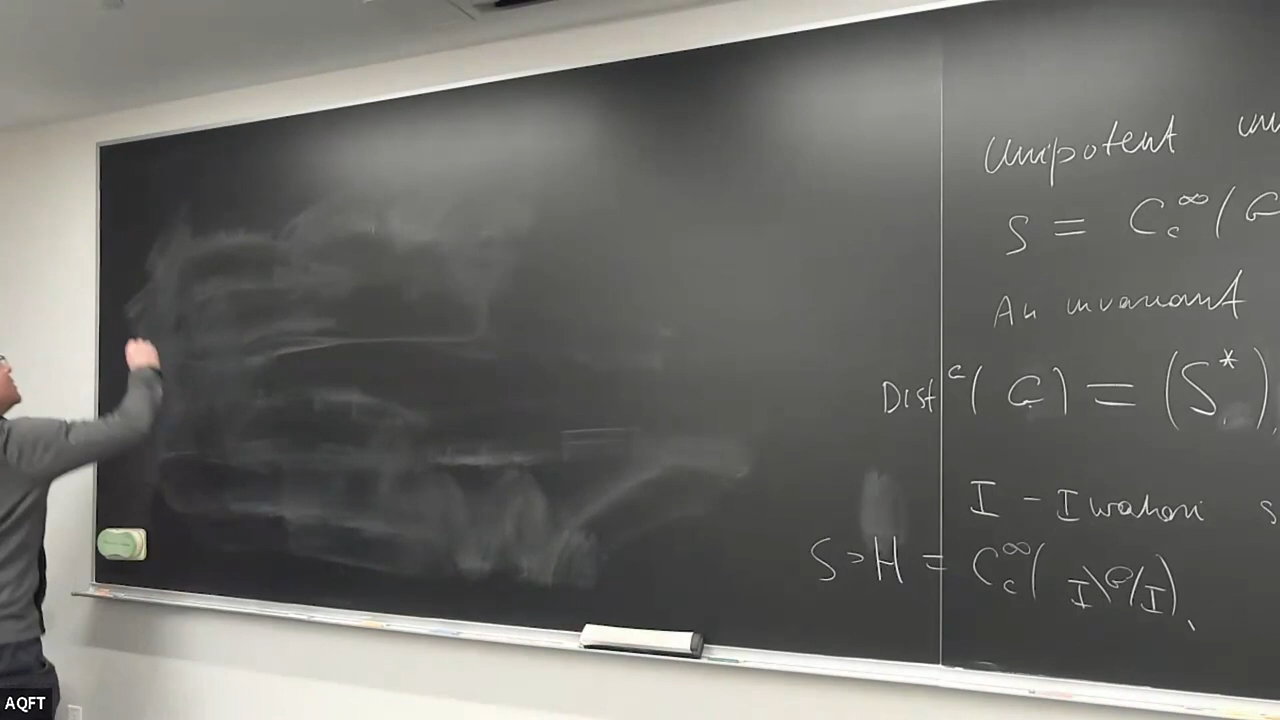 Unipotent
S = C_c^∞(G
An invariant
Dist^G(G) = (S^*)
I - Iwahori s
S > H = C_c^∞(I\G/I),
AQFT